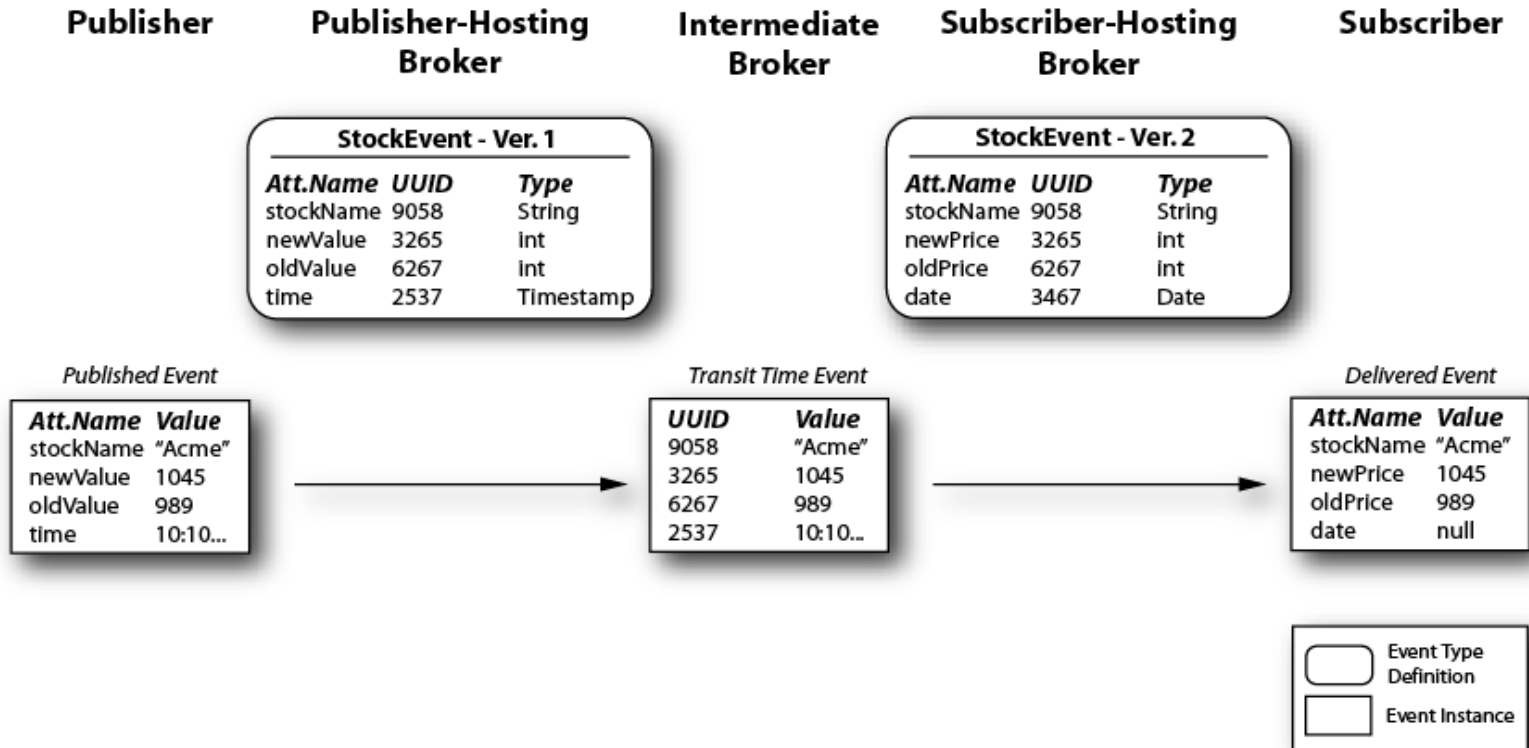 Publisher
Publisher-Hosting
Broker
Intermediate
Broker
Subscriber-Hosting
Broker
Subscriber
StockEvent - Ver. 1
Att.Name UUID Type
stockName 9058 String
newValue 3265 int
oldValue 6267 int
time 2537 Timestamp
StockEvent - Ver. 2
Att.Name UUID Type
stockName 9058 String
newPrice 3265 int
oldPrice 6267 int
date 3467 Date
Published Event
Att.Name Value
stockName “Acme”
newValue 1045
oldValue 989
time 10:10...
Transit Time Event
UUID Value
9058 “Acme”
3265 1045
6267 989
2537 10:10...
Delivered Event
Att.Name Value
stockName “Acme”
newPrice 1045
oldPrice 989
date null
Event Type
Definition
Event Instance